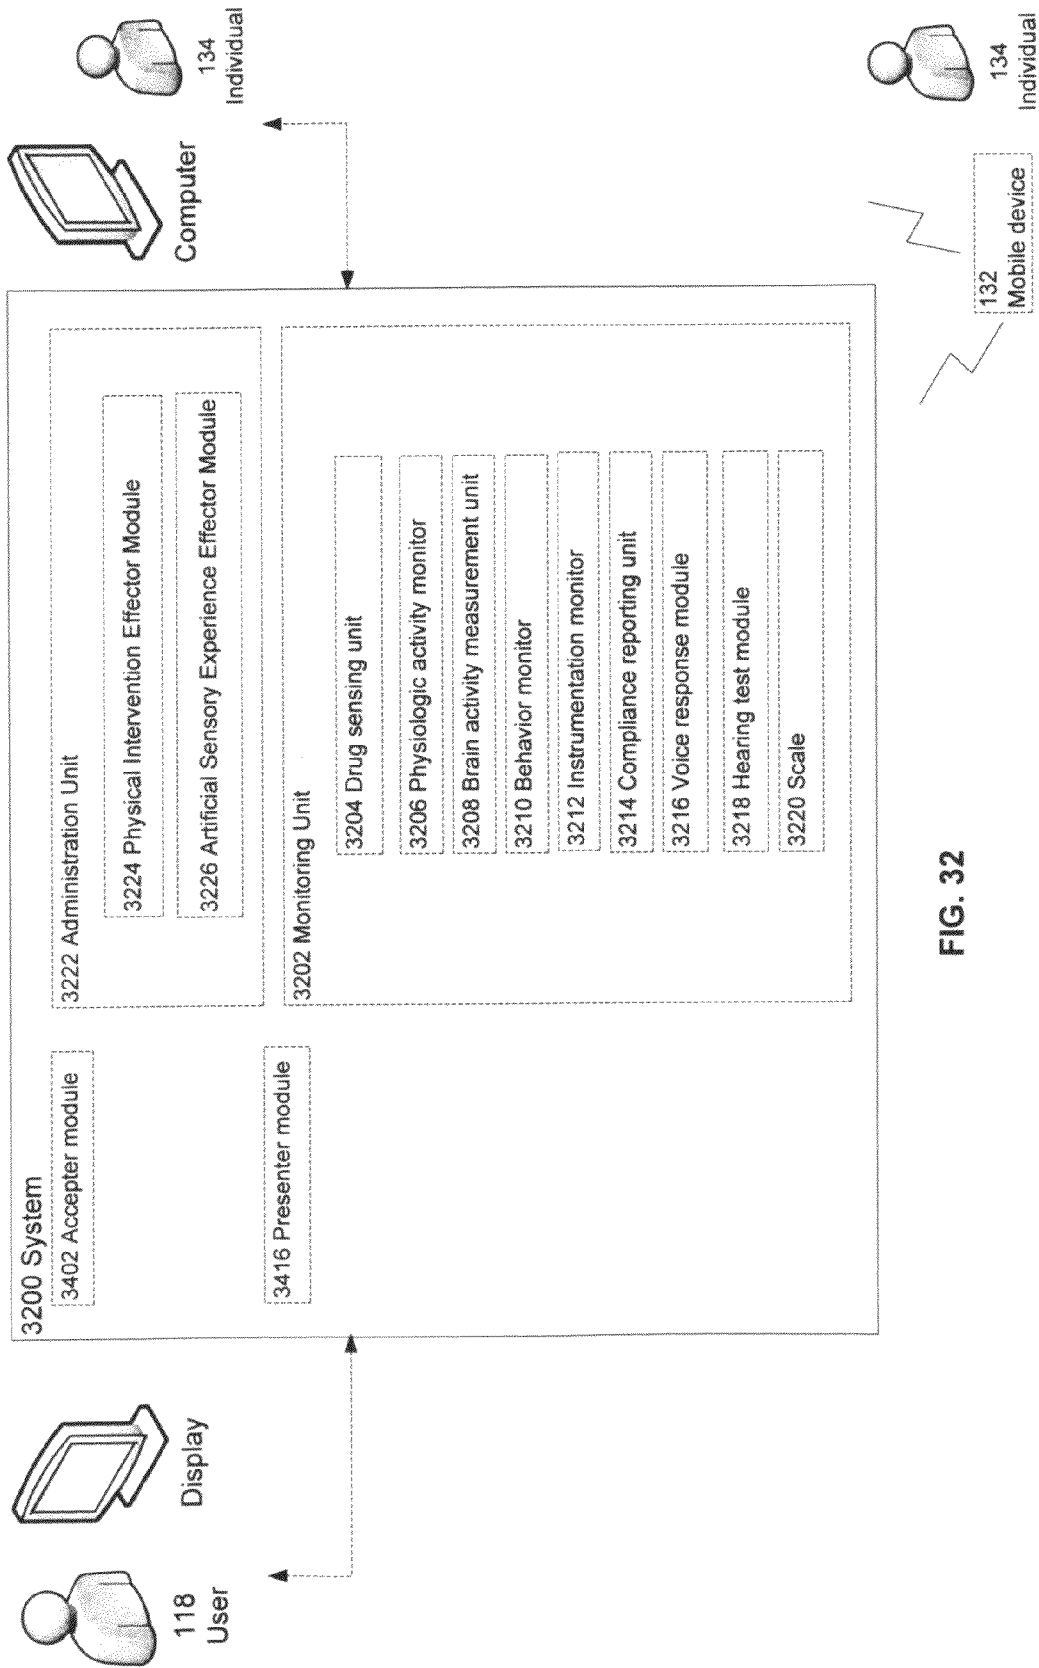 118
User
Display
3200 System
3402 Accepter module
3416 Presenter module
3222 Administration Unit
3224 Physical Intervention Effector Module
3226 Artificial Sensory Experience Effector Module
3202 Monitoring Unit
3204 Drug sensing unit
3206 Physiologic activity monitor
3208 Brain activity measurement unit
3210 Behavior monitor
3212 Instrumentation monitor
3214 Compliance reporting unit
3216 Voice response module
3218 Hearing test module
3220 Scale
Computer
134
Individual
132
Mobile device
134
Individual
FIG. 32